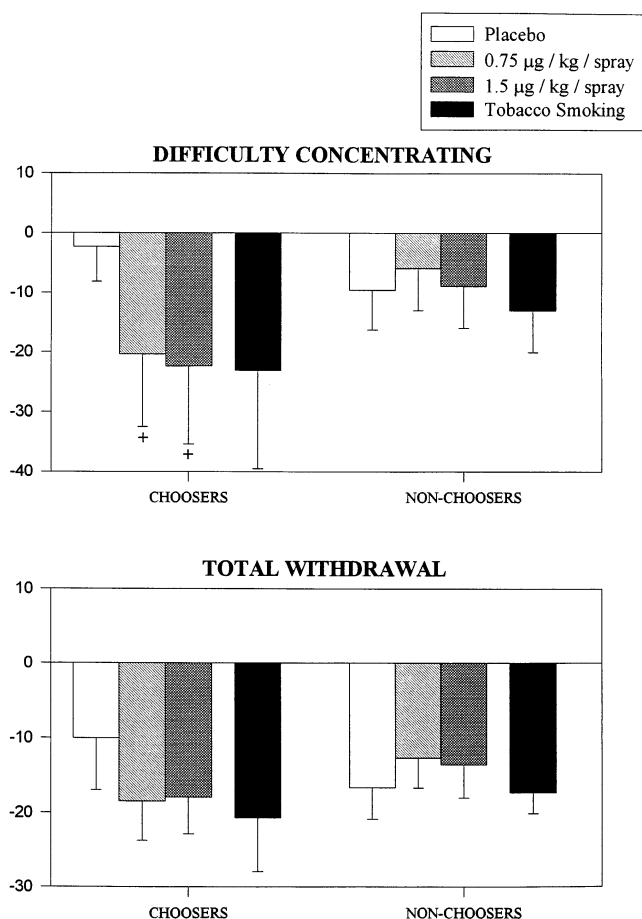 Placebo
0.75 µg / kg / spray
1.5 µg / kg / spray
Tobacco Smoking
DIFFICULTY CONCENTRATING
10
0
-10
-20
-30
-40
+
+
CHOOSERS
NON-CHOOSERS
TOTAL WITHDRAWAL
10
0
-10
-20
-30
CHOOSERS
NON-CHOOSERS